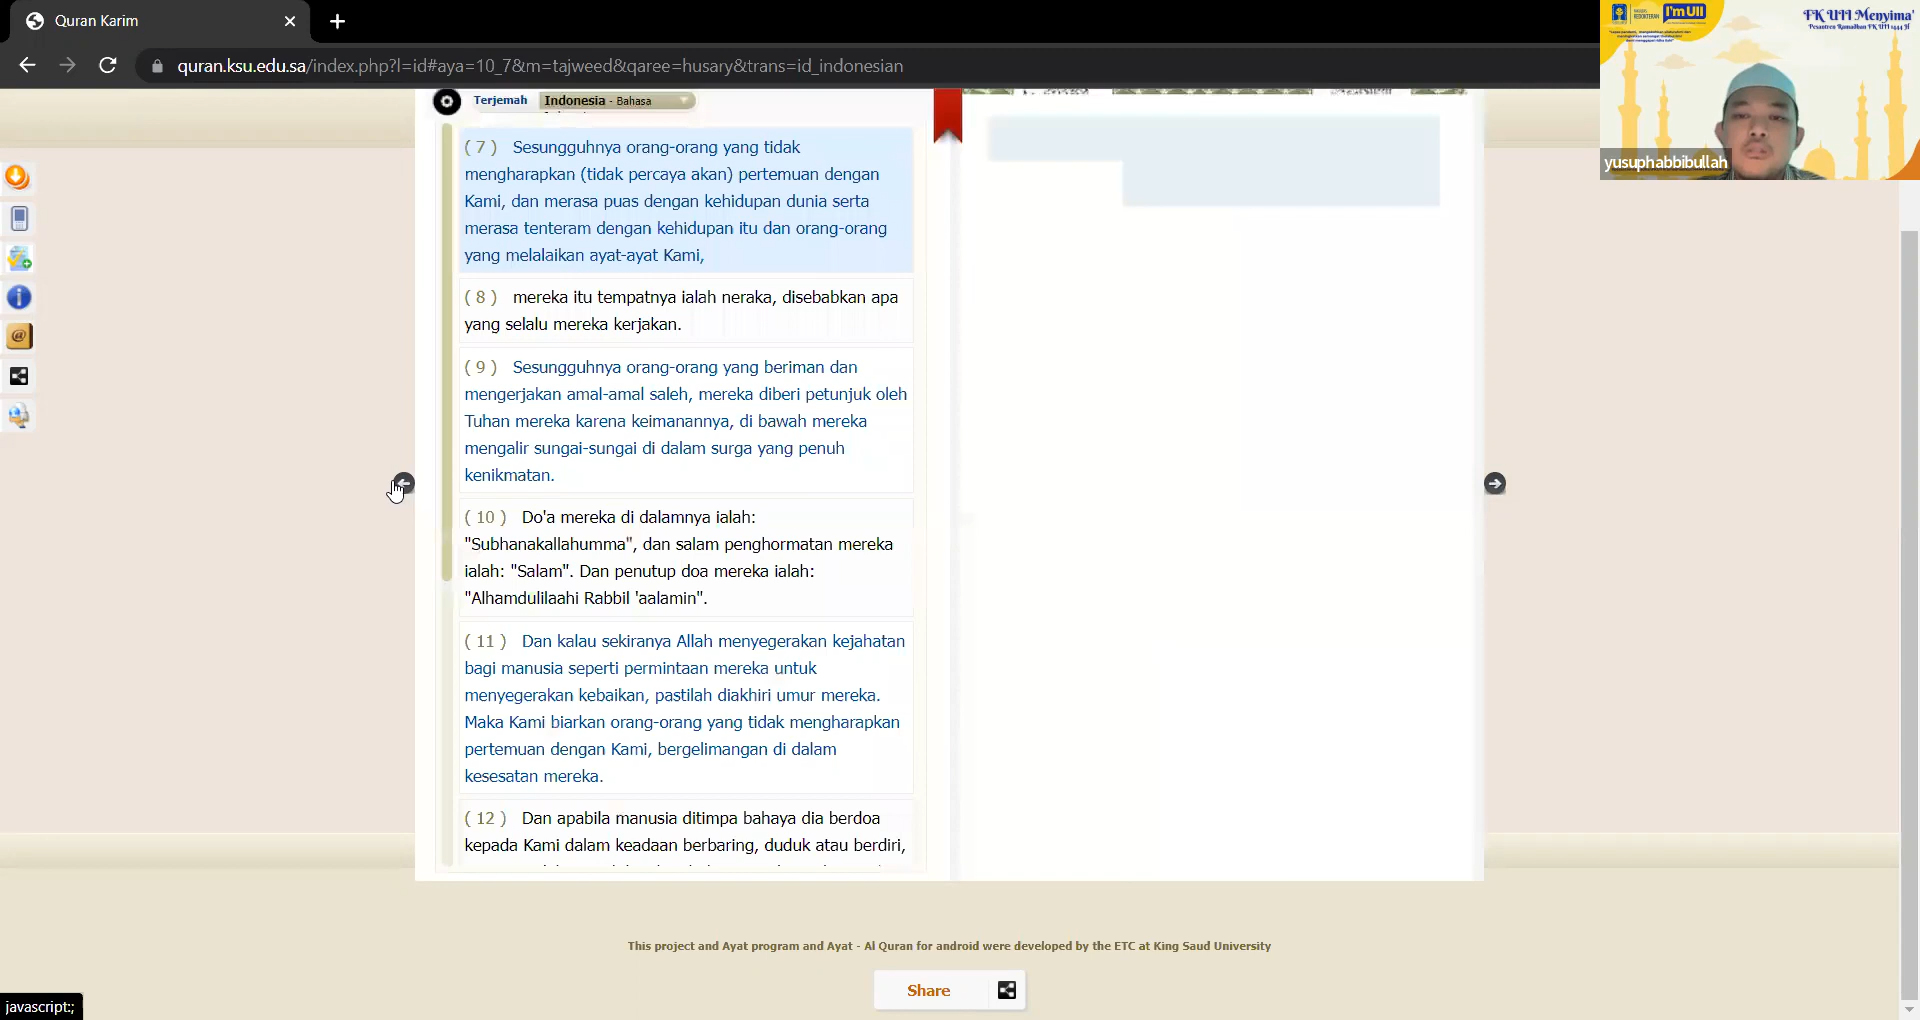 Quran Karim
quran.ksu.edu.sa/index.php?l=id#aya=10_7&m=tajweed&qaree=husary&trans=id_indonesian
I'm UII
FK UII Menyima'
Pesantren Ramadhan FK UII 1444 H
yusuphabbibullah
Terjemah Indonesia - Bahasa
( 7 ) Sesungguhnya orang-orang yang tidak
mengharapkan (tidak percaya akan) pertemuan dengan
Kami, dan merasa puas dengan kehidupan dunia serta
merasa tenteram dengan kehidupan itu dan orang-orang
yang melalaikan ayat-ayat Kami,
( 8 ) mereka itu tempatnya ialah neraka, disebabkan apa
yang selalu mereka kerjakan.
( 9 ) Sesungguhnya orang-orang yang beriman dan
mengerjakan amal-amal saleh, mereka diberi petunjuk oleh
Tuhan mereka karena keimanannya, di bawah mereka
mengalir sungai-sungai di dalam surga yang penuh
kenikmatan.
( 10 ) Do'a mereka di dalamnya ialah:
"Subhanakallahumma", dan salam penghormatan mereka
ialah: "Salam". Dan penutup doa mereka ialah:
"Alhamdulilaahi Rabbil 'aalamin".
( 11 ) Dan kalau sekiranya Allah menyegerakan kejahatan
bagi manusia seperti permintaan mereka untuk
menyegerakan kebaikan, pastilah diakhiri umur mereka.
Maka Kami biarkan orang-orang yang tidak mengharapkan
pertemuan dengan Kami, bergelimangan di dalam
kesesatan mereka.
( 12 ) Dan apabila manusia ditimpa bahaya dia berdoa
kepada Kami dalam keadaan berbaring, duduk atau berdiri,
This project and Ayat program and Ayat - Al Quran for android were developed by the ETC at King Saud University
Share
javascript:;